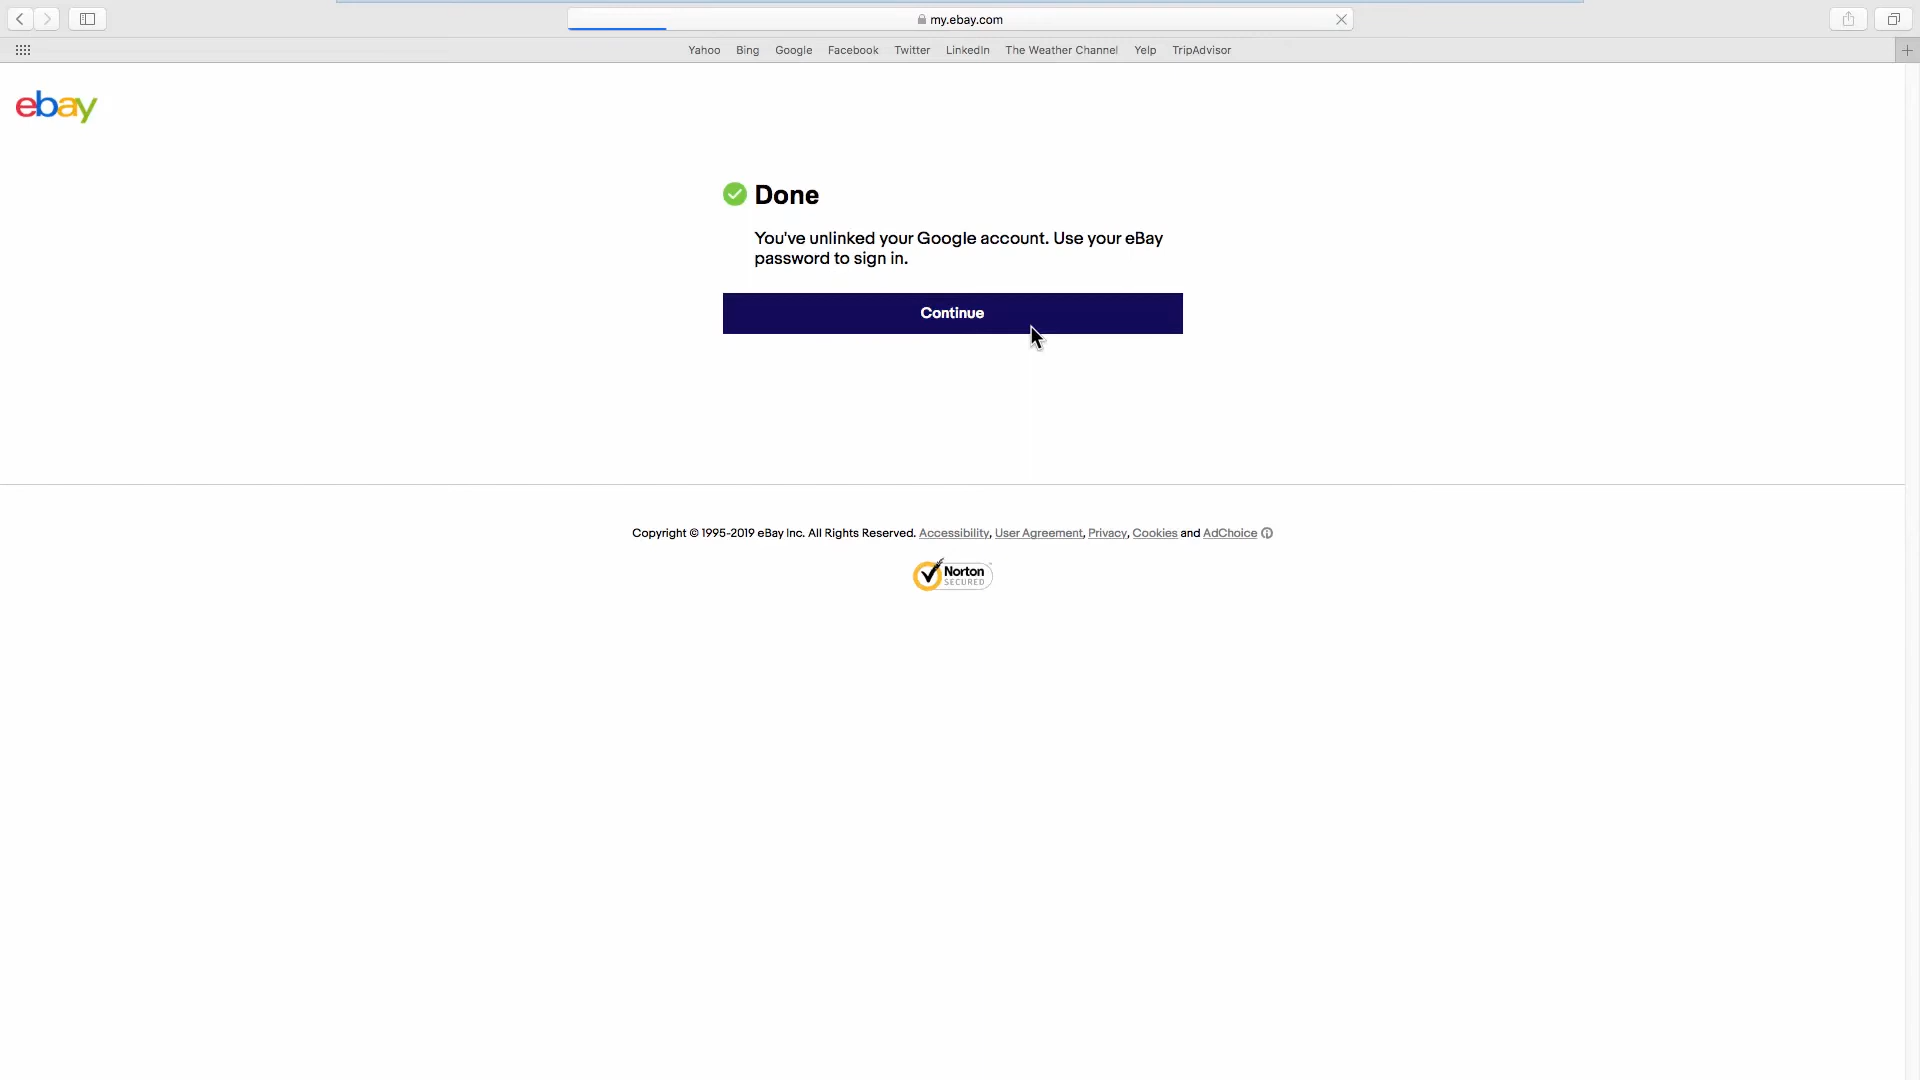 my.ebay.com
Yahoo Bing Google Facebook Twitter LinkedIn The Weather Channel Yelp TripAdvisor
ebay
Done
You've unlinked your Google account. Use your eBay
password to sign in.
Continue
Copyright © 1995-2019 eBay Inc. All Rights Reserved. Accessibility, User Agreement, Privacy, Cookies and AdChoice
Norton
SECURED